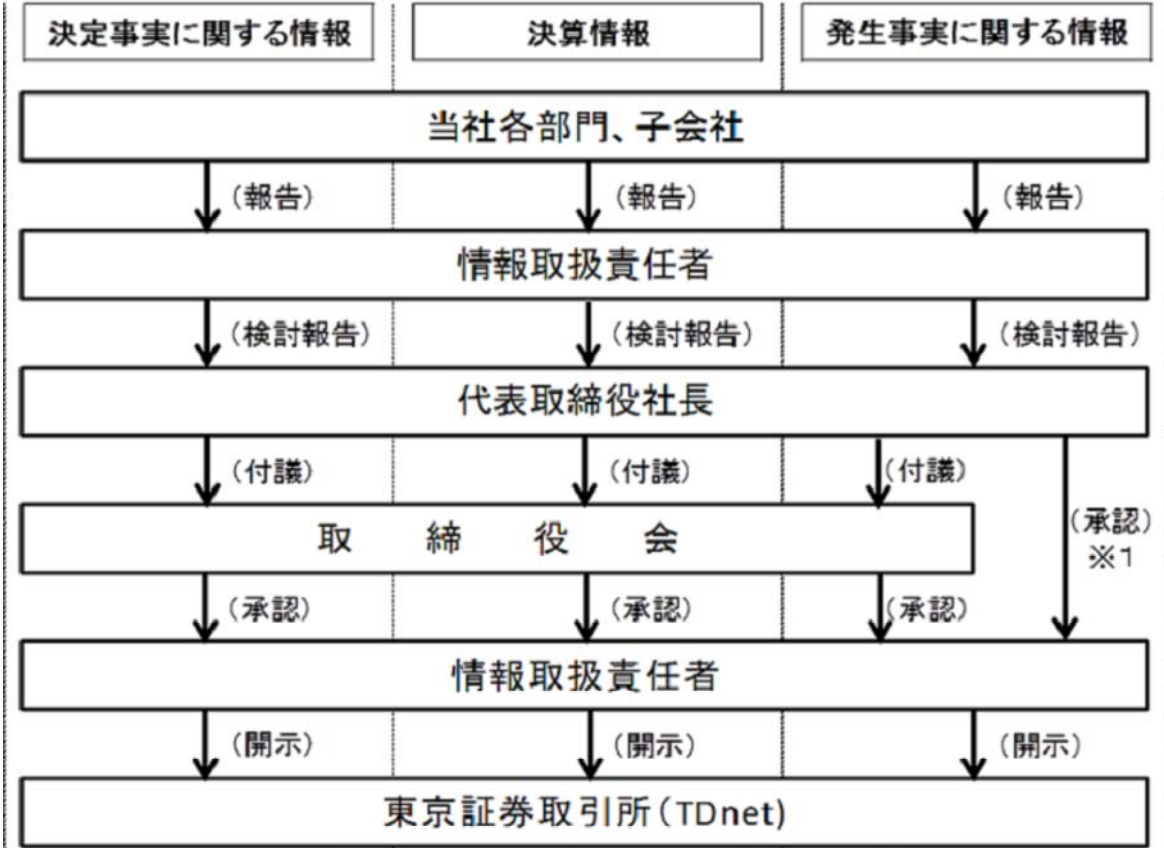 決定事実に関する情報
決算情報
発生事実に関する情報
当社各部門、子会社
(報告)
(報告)
(報告)
情報取扱責任者
(検討報告)
(検討報告)
(検討報告)
代表取締役社長
(付議)
(付議)
(付議)
(承認)
※1
取締役会
(承認)
(承認)
(承認)
情報取扱責任者
(開示)
(開示)
(開示)
東京証券取引所(TDnet)